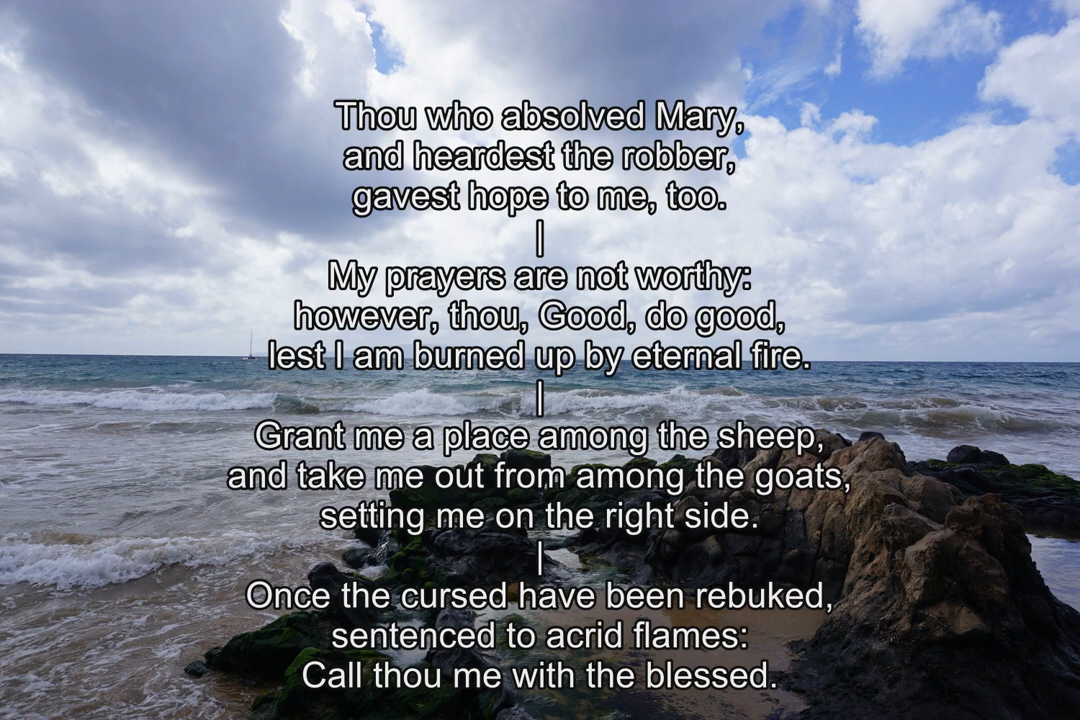 Thou who absolved Mary,
and heardest the robber,
gavest hope to me, too.
|
My prayers are not worthy:
however, thou, Good, do good,
lest I am burned up by eternal fire.
|
Grant me a place among the sheep,
and take me out from among the goats,
setting me on the right side.
|
Once the cursed have been rebuked,
sentenced to acrid flames:
Call thou me with the blessed.